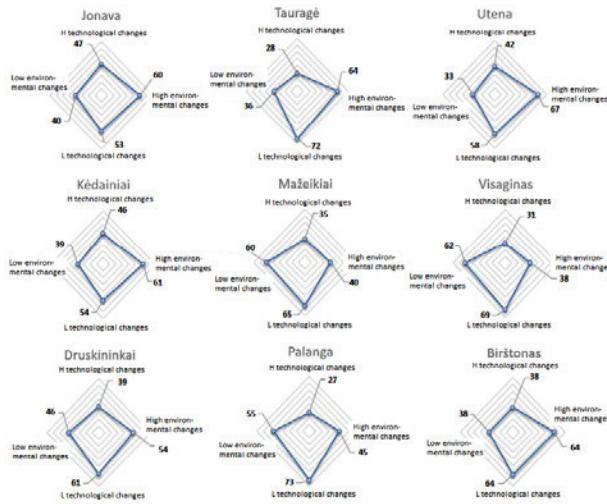 Jonava
H technological changes
47
Low environ-
mental changes
60
High environ-
mental changes
40
53
L technological changes
Tauragė
H technological changes
28
64
Low environ-
mental changes
High environ-
mental changes
36
72
L technological changes
Utena
H technological changes
42
33
Low environ-
mental changes
High environ-
mental changes
67
58
L technological changes
Kėdainiai
H technological changes
46
39
Low environ-
mental changes
High environ-
mental changes
61
54
L technological changes
Mažeikiai
H technological changes
35
60
Low environ-
mental changes
High environ-
mental changes
40
65
L technological changes
Visaginas
H technological changes
31
62
Low environ-
mental changes
High environ-
mental changes
38
69
L technological changes
Druskininkai
H technological changes
39
46
Low environ-
mental changes
High environ-
mental changes
54
61
L technological changes
Palanga
H technological changes
27
55
Low environ-
mental changes
High environ-
mental changes
45
73
L technological changes
Birštonas
H technological changes
38
38
Low environ-
mental changes
High environ-
mental changes
64
64
L technological changes